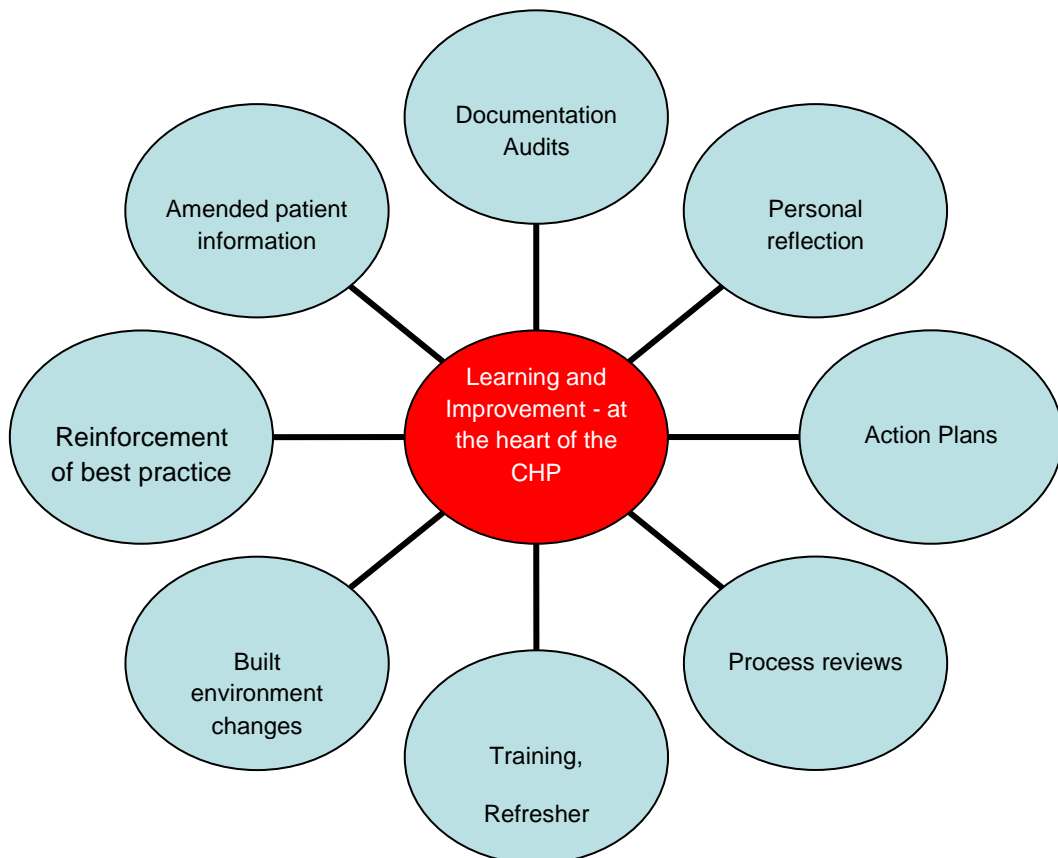 Documentation
Audits
Amended patient
information
Personal
reflection
Learning and
Improvement - at
the heart of the
CHP
Reinforcement
of best practice
Action Plans
Built
environment
changes
Process reviews
Training,
Refresher